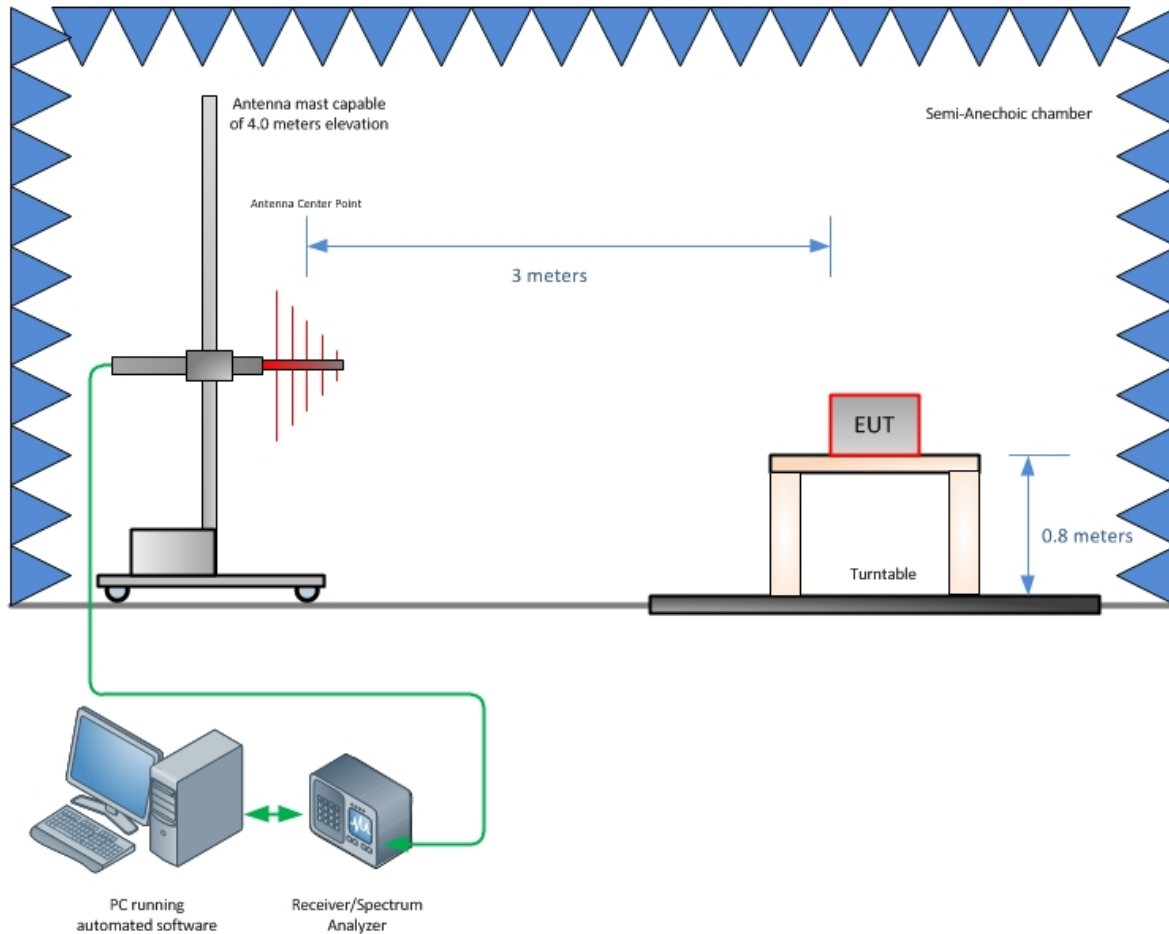 Antenna mast capable
of 4.0 meters elevation
Semi-Anechoic chamber
Antenna Center Point
3 meters
EUT
0.8 meters
Turntable
PC running
automated software
Receiver/Spectrum
Analyzer